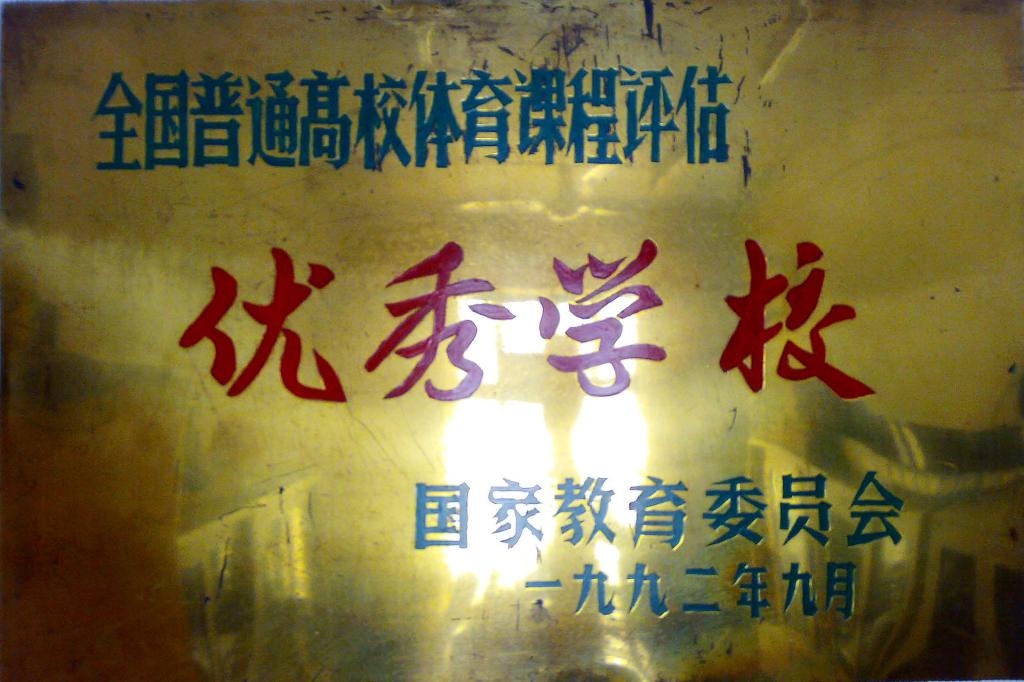 全国普通高校体育课程评估
优秀学校
国家教育委员会
一九九二年九月